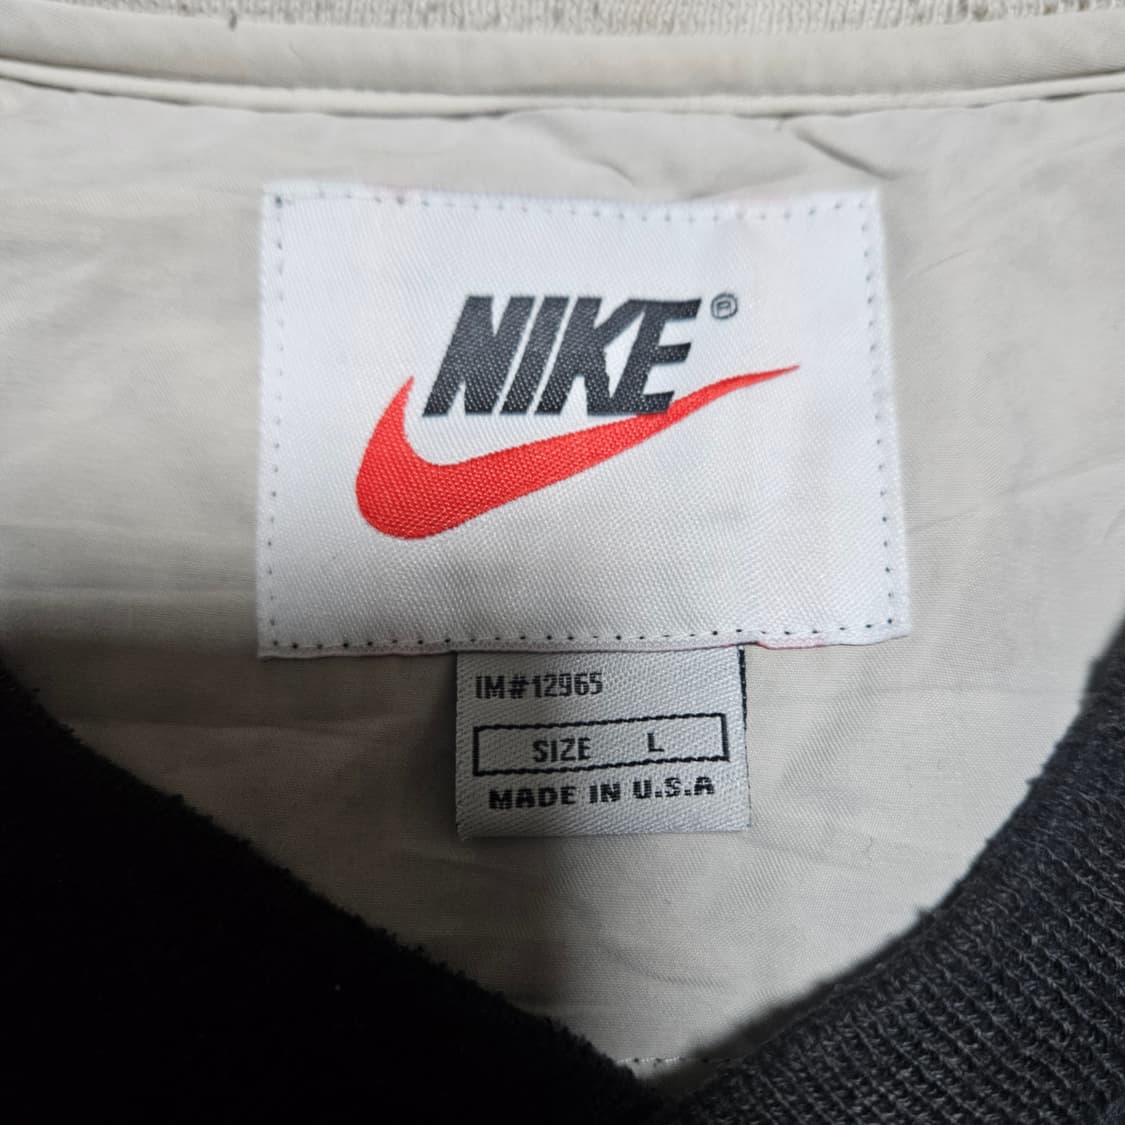 NIKE®
IM#12965
SIZE L
MADE IN U.S.A